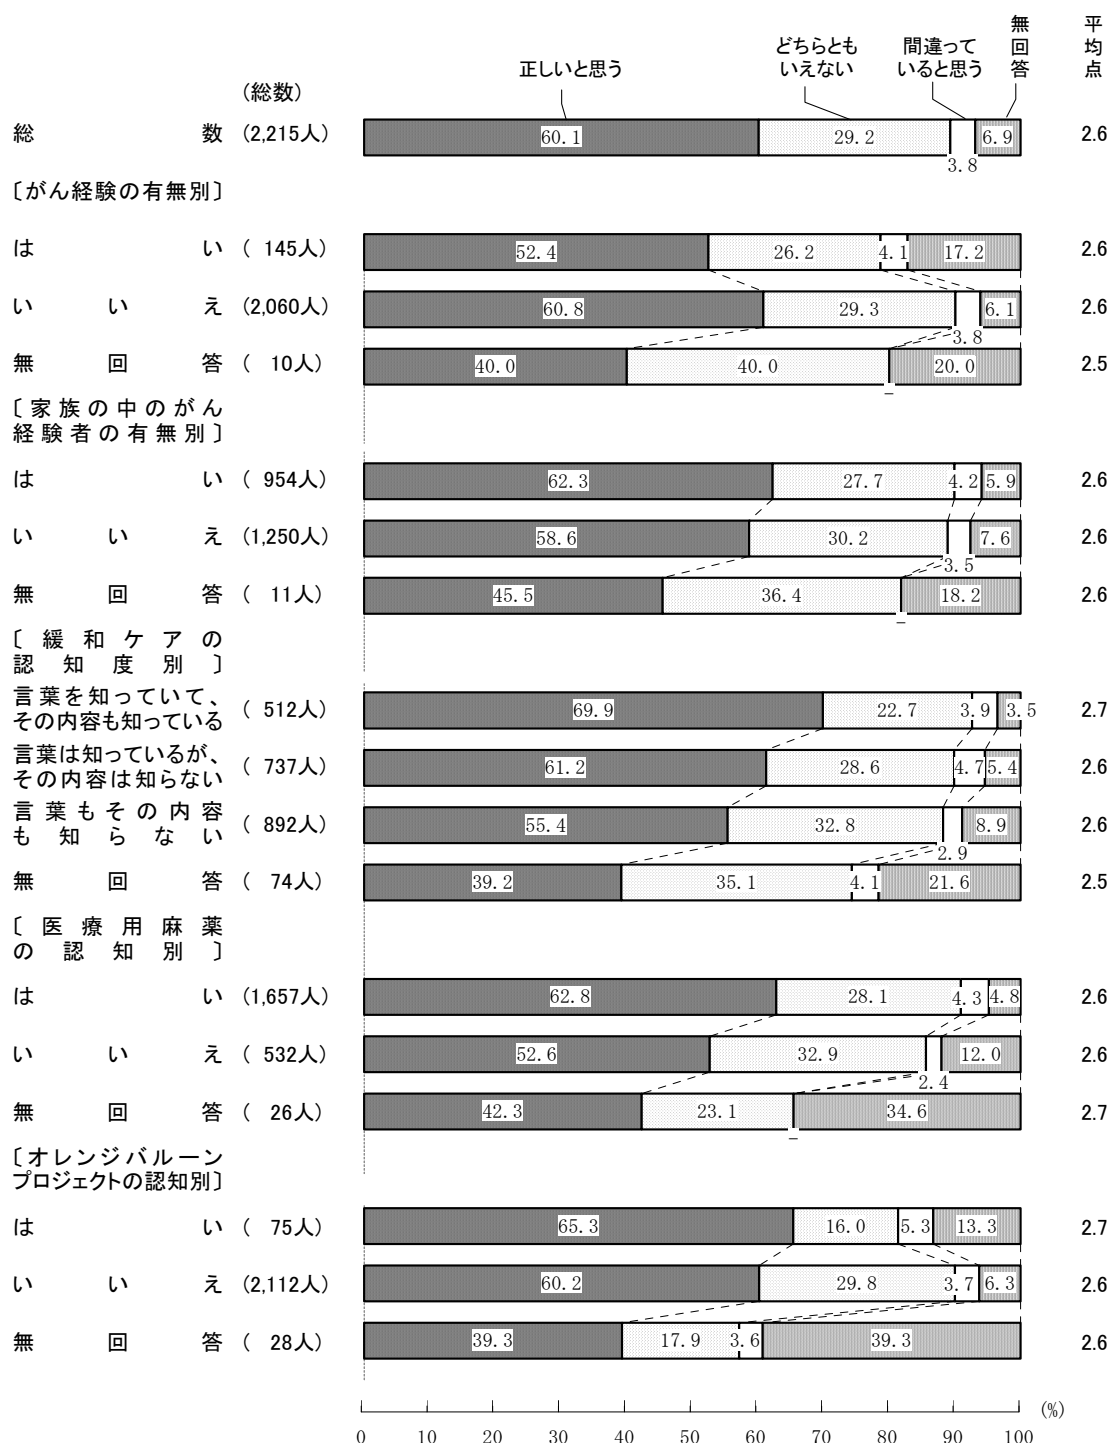 無回答
平均点
どちらとも
いえない
間違って
いると思う
正しいと思う
(総数)
総数 (2,215人) 60.1 29.2 3.8 6.9 2.6
〔がん経験の有無別〕
はい ( 145人) 52.4 26.2 4.1 17.2 2.6
いいえ (2,060人) 60.8 29.3 3.8 6.1 2.6
無回答 ( 10人) 40.0 40.0 − 20.0 2.5
〔家族の中のがん
経験者の有無別〕
はい ( 954人) 62.3 27.7 4.2 5.9 2.6
いいえ (1,250人) 58.6 30.2 3.5 7.6 2.6
無回答 ( 11人) 45.5 36.4 − 18.2 2.6
〔緩和ケアの
認知度別〕
言葉を知っていて、
その内容も知っている ( 512人) 69.9 22.7 3.9 3.5 2.7
言葉は知っているが、
その内容は知らない ( 737人) 61.2 28.6 4.7 5.4 2.6
言葉もその内容
も知らない ( 892人) 55.4 32.8 2.9 8.9 2.6
無回答 ( 74人) 39.2 35.1 4.1 21.6 2.5
〔医療用麻薬
の認知別〕
はい (1,657人) 62.8 28.1 4.3 4.8 2.6
いいえ ( 532人) 52.6 32.9 2.4 12.0 2.6
無回答 ( 26人) 42.3 23.1 − 34.6 2.7
〔オレンジバルーン
プロジェクトの認知別〕
はい ( 75人) 65.3 16.0 5.3 13.3 2.7
いいえ (2,112人) 60.2 29.8 3.7 6.3 2.6
無回答 ( 28人) 39.3 17.9 3.6 39.3 2.6
0 10 20 30 40 50 60 70 80 90 100 (%)